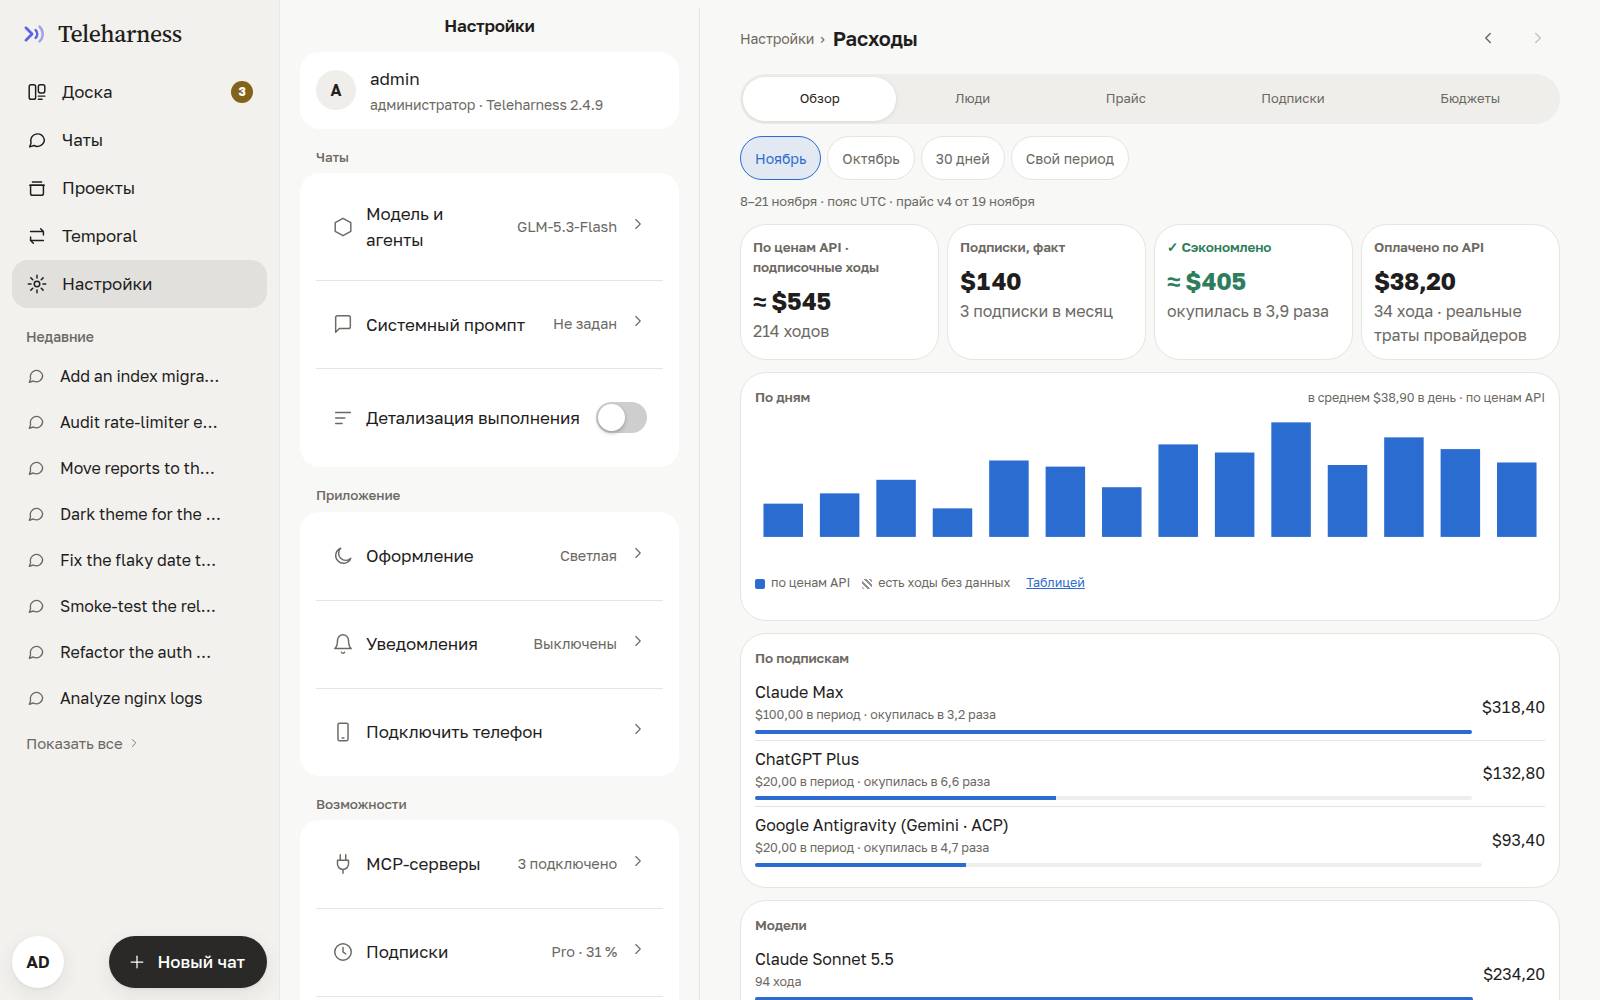 Teleharness
Доска 3
Чаты
Проекты
Temporal
Настройки
Недавние
Add an index migra...
Audit rate-limiter e...
Move reports to th...
Dark theme for the ...
Fix the flaky date t...
Smoke-test the rel...
Refactor the auth ...
Analyze nginx logs
Показать все
AD
Новый чат
Настройки
A
admin
администратор · Teleharness 2.4.9
Чаты
Модель и
агенты
GLM-5.3-Flash
Системный промпт Не задан
Детализация выполнения
Приложение
Оформление Светлая
Уведомления Выключены
Подключить телефон
Возможности
MCP-серверы 3 подключено
Подписки Pro · 31 %
Настройки › Расходы
Обзор Люди Прайс Подписки Бюджеты
Ноябрь Октябрь 30 дней Свой период
8–21 ноября · пояс UTC · прайс v4 от 19 ноября
По ценам API ·
подписочные ходы
≈ $545
214 ходов
Подписки, факт
$140
3 подписки в месяц
✓ Сэкономлено
≈ $405
окупилась в 3,9 раза
Оплачено по API
$38,20
34 хода · реальные
траты провайдеров
По дням в среднем $38,90 в день · по ценам API
по ценам API есть ходы без данных Таблицей
По подпискам
Claude Max
$100,00 в период · окупилась в 3,2 раза
$318,40
ChatGPT Plus
$20,00 в период · окупилась в 6,6 раза
$132,80
Google Antigravity (Gemini · ACP)
$20,00 в период · окупилась в 4,7 раза
$93,40
Модели
Claude Sonnet 5.5
94 хода
$234,20